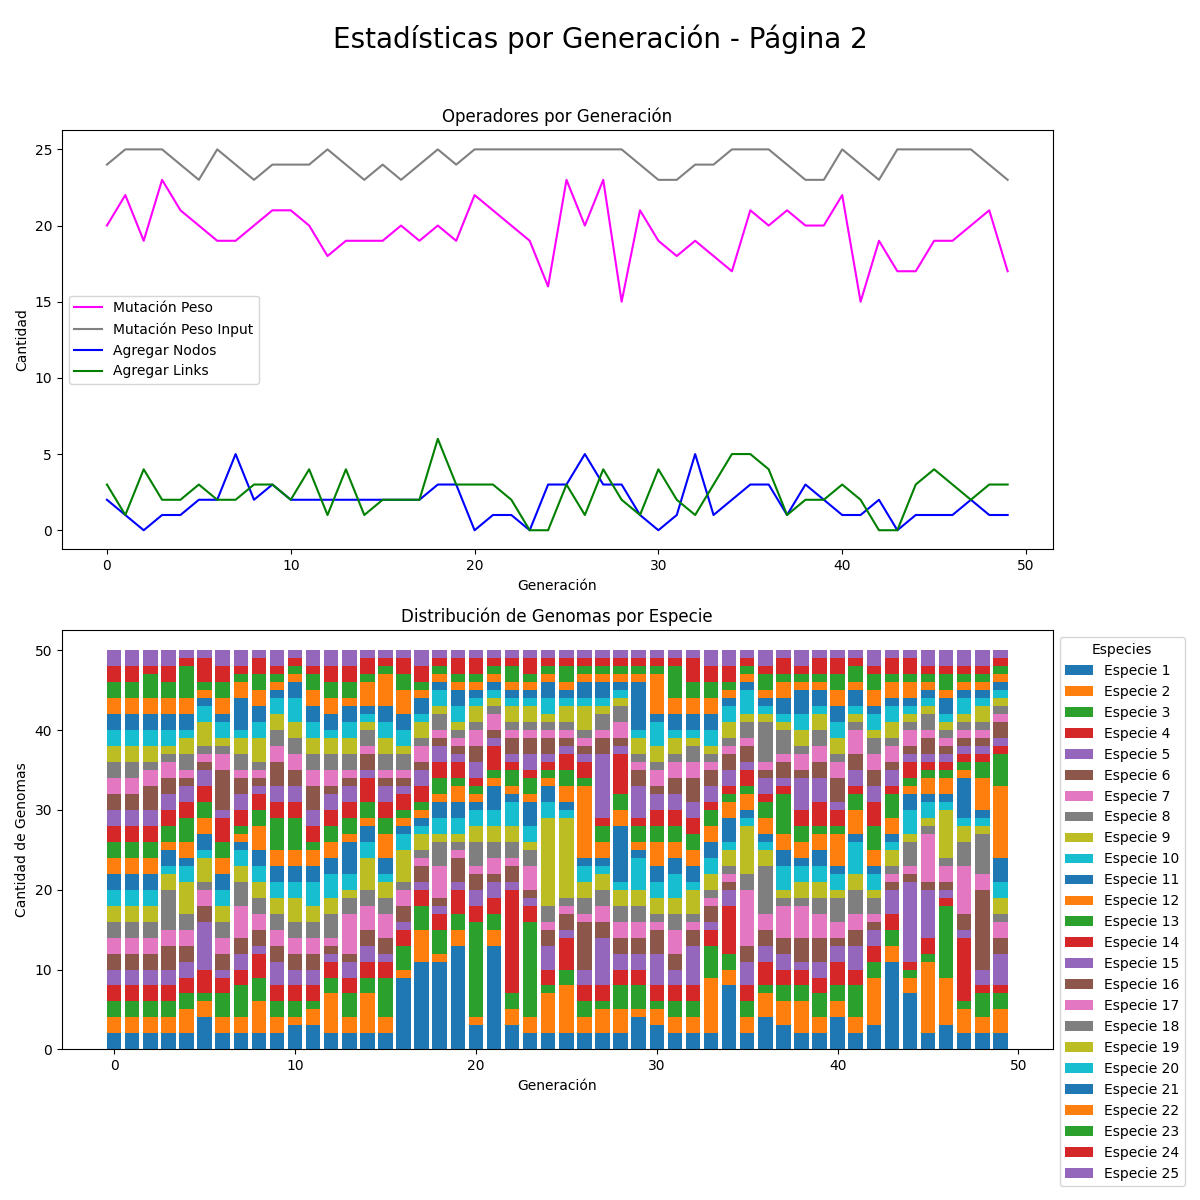 Estadísticas por Generación - Página 2
Operadores por Generación
25
20
15
10
5
0
Cantidad
Mutación Peso
Mutación Peso Input
Agregar Nodos
Agregar Links
0 10 20 30 40 50
Generación
Distribución de Genomas por Especie
50
40
30
20
10
0
Cantidad de Genomas
0 10 20 30 40 50
Generación
Especies
Especie 1
Especie 2
Especie 3
Especie 4
Especie 5
Especie 6
Especie 7
Especie 8
Especie 9
Especie 10
Especie 11
Especie 12
Especie 13
Especie 14
Especie 15
Especie 16
Especie 17
Especie 18
Especie 19
Especie 20
Especie 21
Especie 22
Especie 23
Especie 24
Especie 25